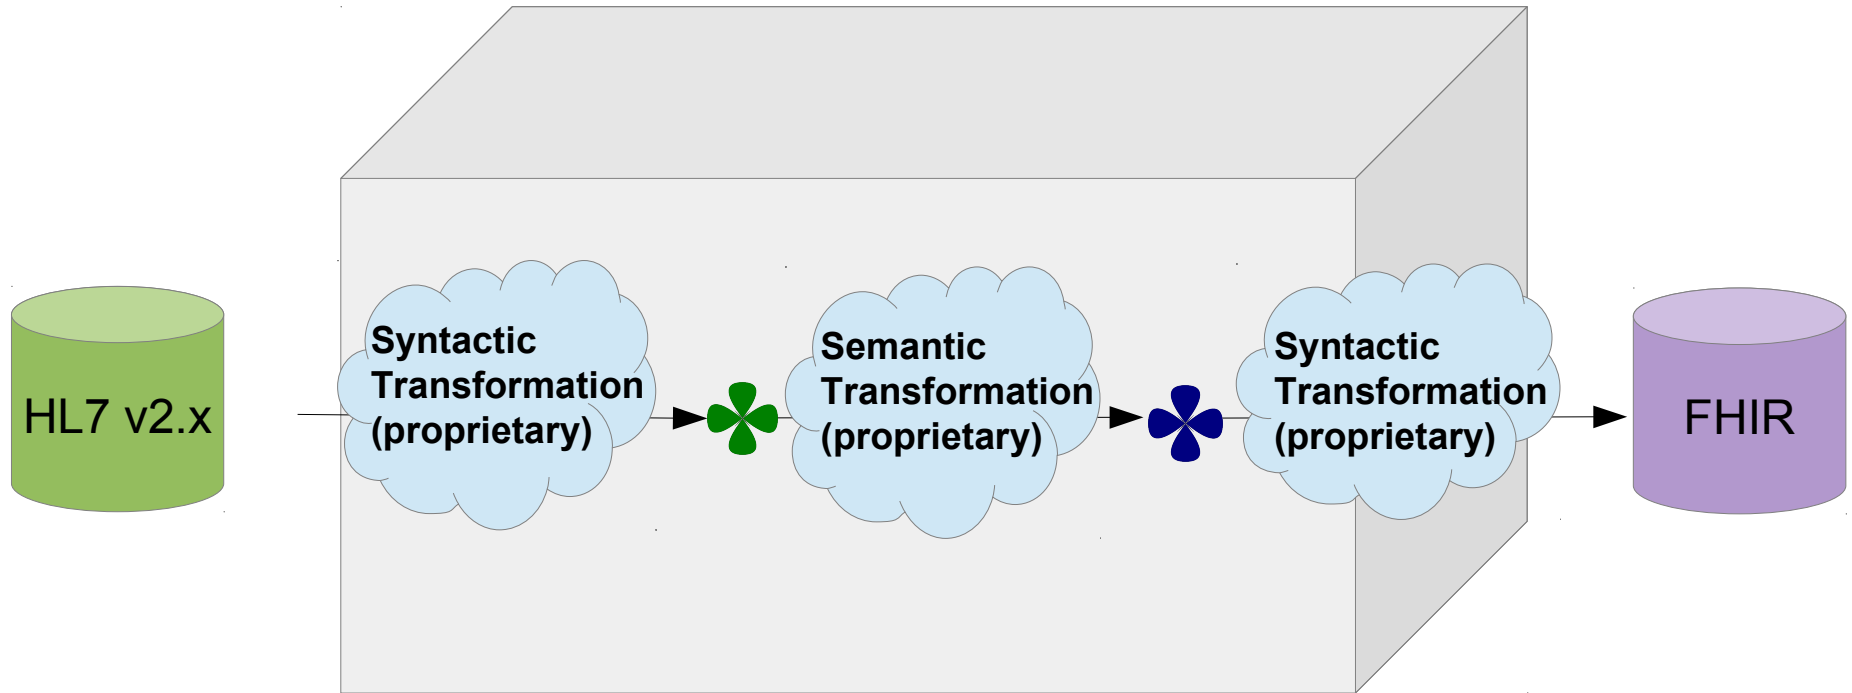 HL7 v2.x
Syntactic
Transformation
(proprietary)
Semantic
Transformation
(proprietary)
Syntactic
Transformation
(proprietary)
FHIR